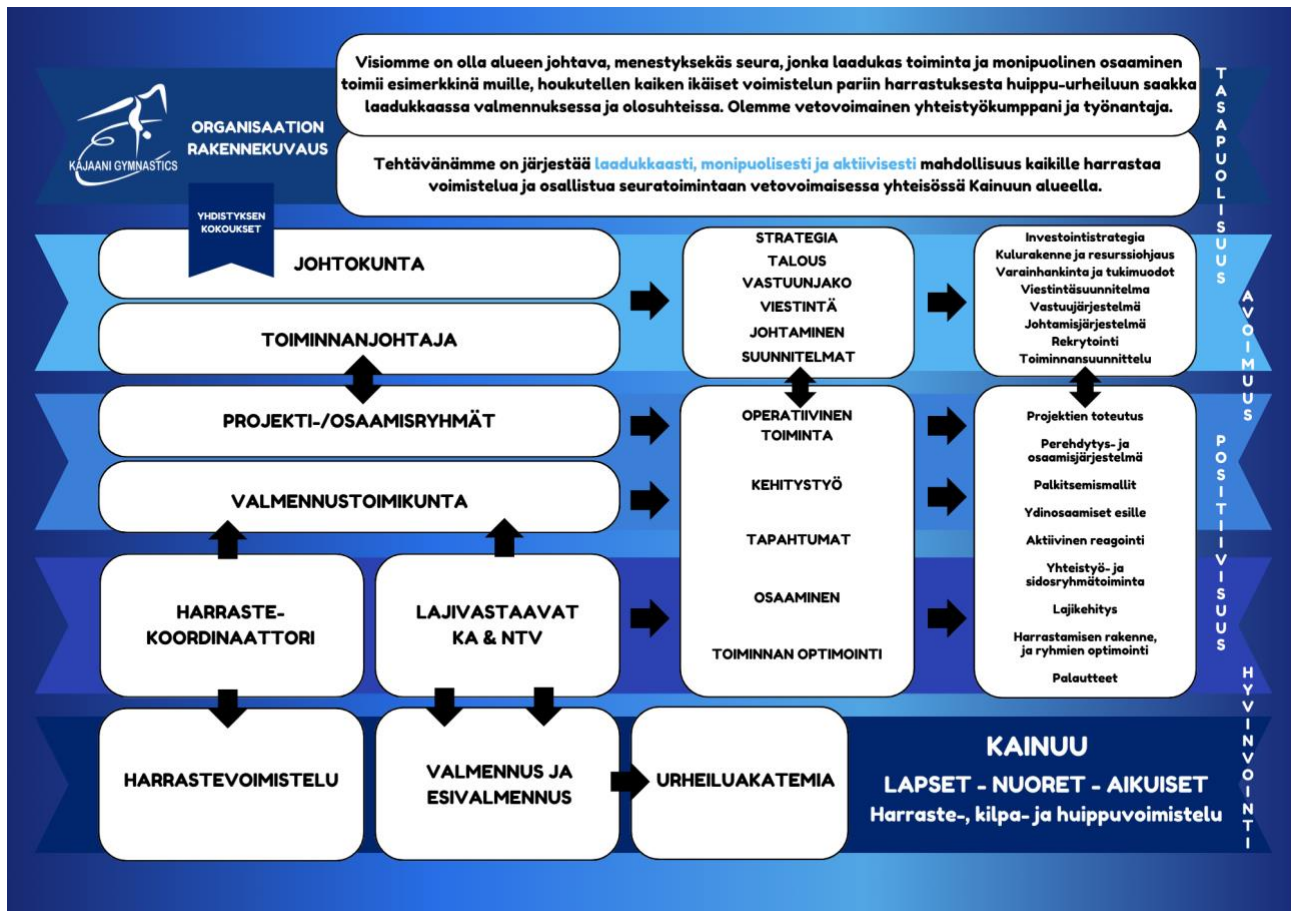 Visiomme on olla alueen johtava, menestyksekäs seura, jonka laadukas toiminta ja monipuolinen osaaminen
toimii esimerkkinä muille, houkutellen kaiken ikäiset voimistelun pariin harrastuksesta huippu-urheiluun saakka
laadukkaassa valmennuksessa ja olosuhteissa. Olemme vetovoimainen yhteistyökumppani ja työnantaja.
KAJAANI GYMNASTICS
ORGANISAATION
RAKENNEKUVAUS
Tehtävänämme on järjestää laadukkaasti, monipuolisesti ja aktiivisesti mahdollisuus kaikille harrastaa
voimistelua ja osallistua seuratoimintaan vetovoimaisessa yhteisössä Kainuun alueella.
YHDISTYKSEN
KOKOUKSET
JOHTOKUNTA
TOIMINNANJOHTAJA
STRATEGIA
TALOUS
VASTUUNJAKO
VIESTINTÄ
JOHTAMINEN
SUUNNITELMAT
Investointistrategia
Kulurakenne ja resurssiohjaus
Varainhankinta ja tukimuodot
Viestintäsuunnitelma
Vastuujärjestelmä
Johtamisjärjestelmä
Rekrytointi
Toiminnansuunnittelu
PROJEKTI-/OSAAMISRYHMÄT
VALMENNUSTOIMIKUNTA
HARRASTE-
KOORDINAATTORI
LAJIVASTAAVAT
KA & NTV
OPERATIIVINEN
TOIMINTA
KEHITYSTYÖ
TAPAHTUMAT
OSAAMINEN
TOIMINNAN OPTIMOINTI
Projektien toteutus
Perehdytys- ja
osaamisjärjestelmä
Palkitsemismallit
Ydinosaamiset esille
Aktiivinen reagointi
Yhteistyö- ja
sidosryhmätoiminta
Lajikehitys
Harrastamisen rakenne,
ja ryhmien optimointi
Palautteet
HARRASTEVOIMISTELU
VALMENNUS JA
ESIVALMENNUS
URHEILUAKATEMIA
KAINUU
LAPSET - NUORET - AIKUISET
Harraste-, kilpa- ja huippuvoimistelu
TASAPUOLISUUS
AVOIMUUS
POSITIIVISUUS
HYVINVOINTI